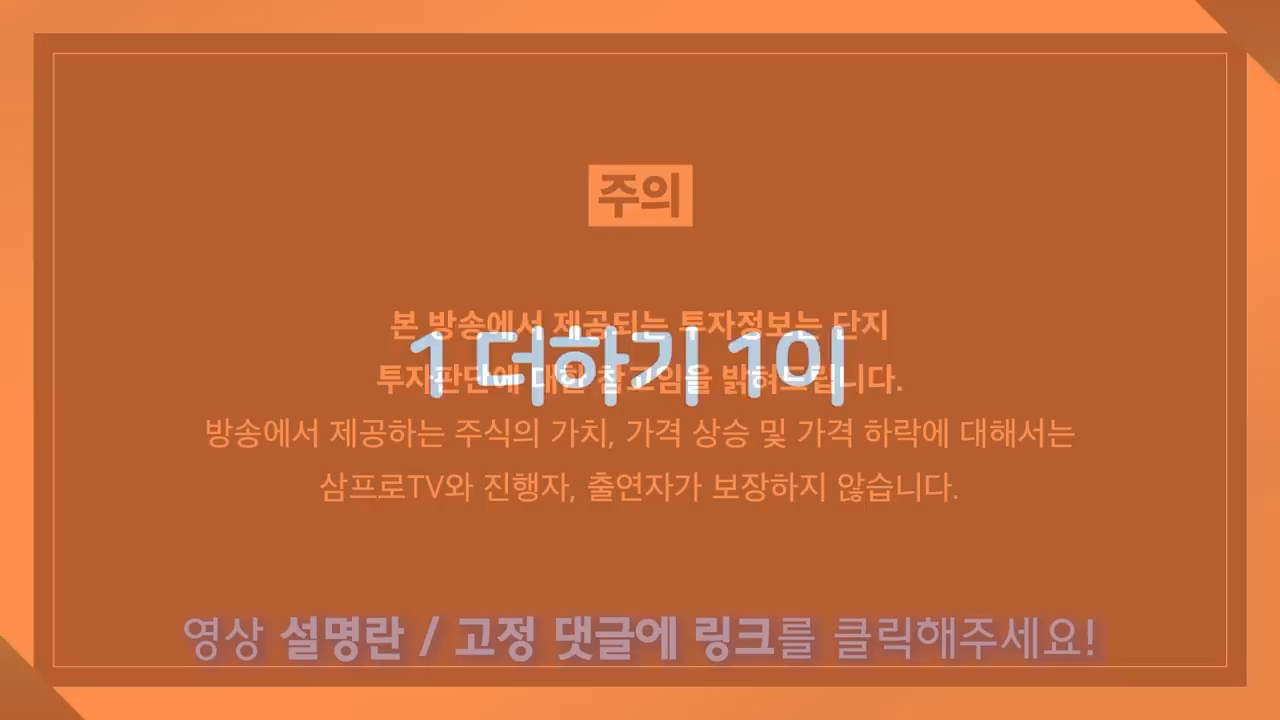 주의
본 방송에서 제공되는 투자정보는 단지
1 더하기 1이
투자판단에 대한 참고임을 밝혀드립니다.
방송에서 제공하는 주식의 가치, 가격 상승 및 가격 하락에 대해서는
삼프로TV와 진행자, 출연자가 보장하지 않습니다.
영상 설명란 / 고정 댓글에 링크를 클릭해주세요!